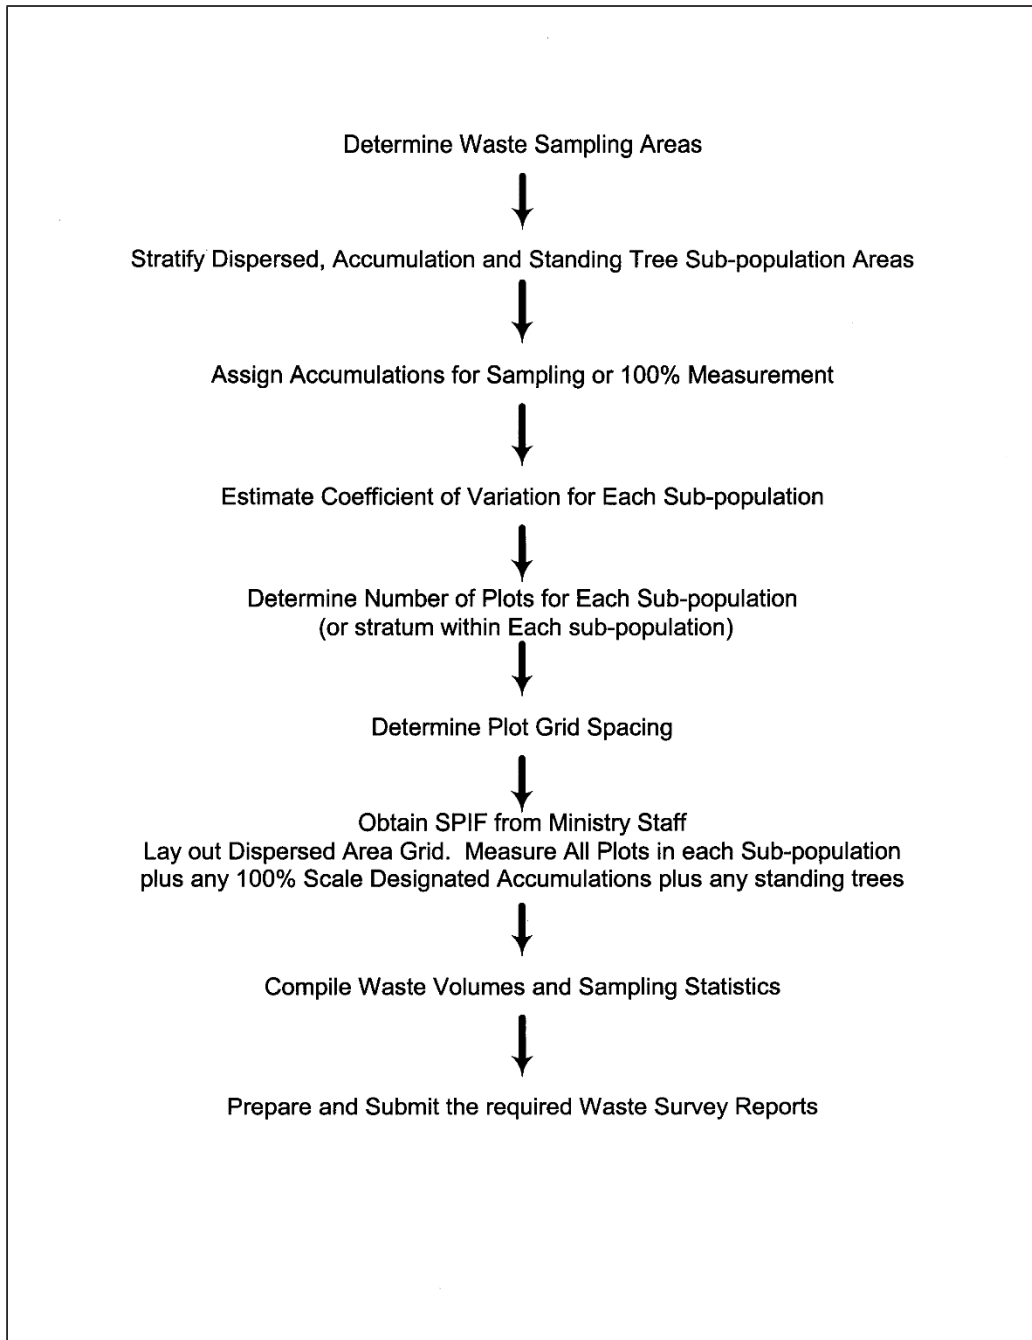 Determine Waste Sampling Areas
Stratify Dispersed, Accumulation and Standing Tree Sub-population Areas
Assign Accumulations for Sampling or 100% Measurement
Estimate Coefficient of Variation for Each Sub-population
Determine Number of Plots for Each Sub-population
(or stratum within Each sub-population)
Determine Plot Grid Spacing
Obtain SPIF from Ministry Staff
Lay out Dispersed Area Grid. Measure All Plots in each Sub-population
plus any 100% Scale Designated Accumulations plus any standing trees
Compile Waste Volumes and Sampling Statistics
Prepare and Submit the required Waste Survey Reports